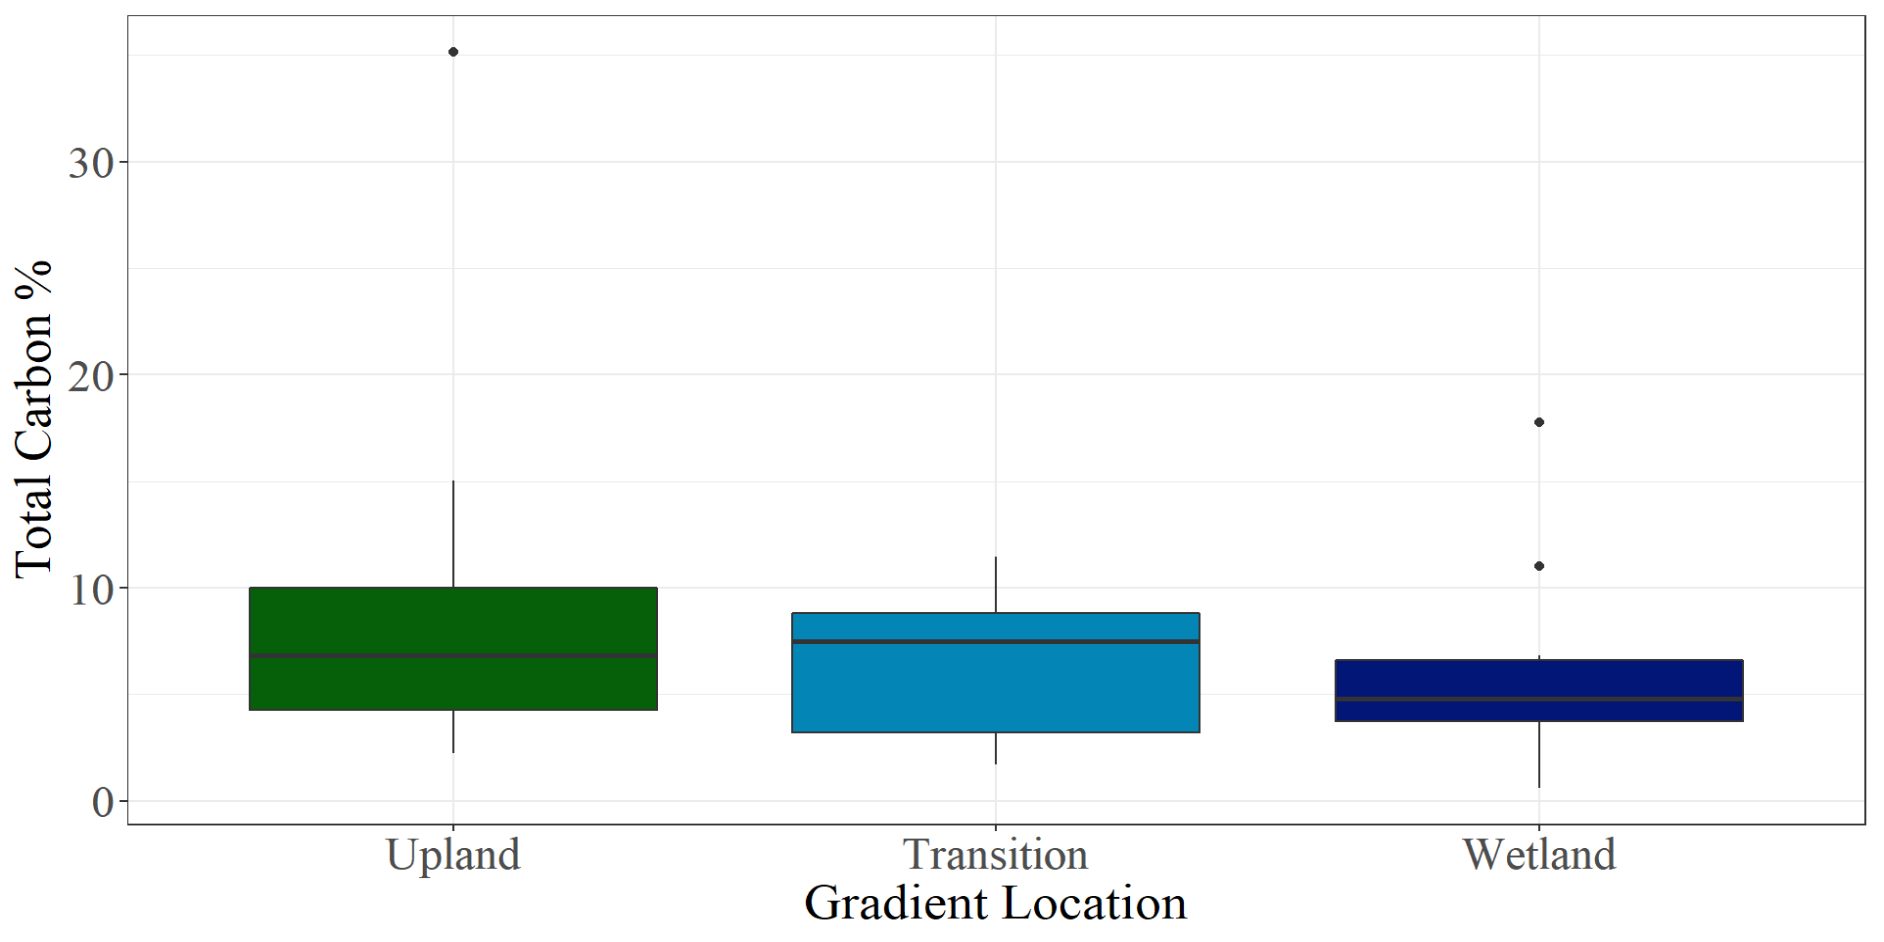 Total Carbon %
30
20
10
0
Upland
Transition
Wetland
Gradient Location